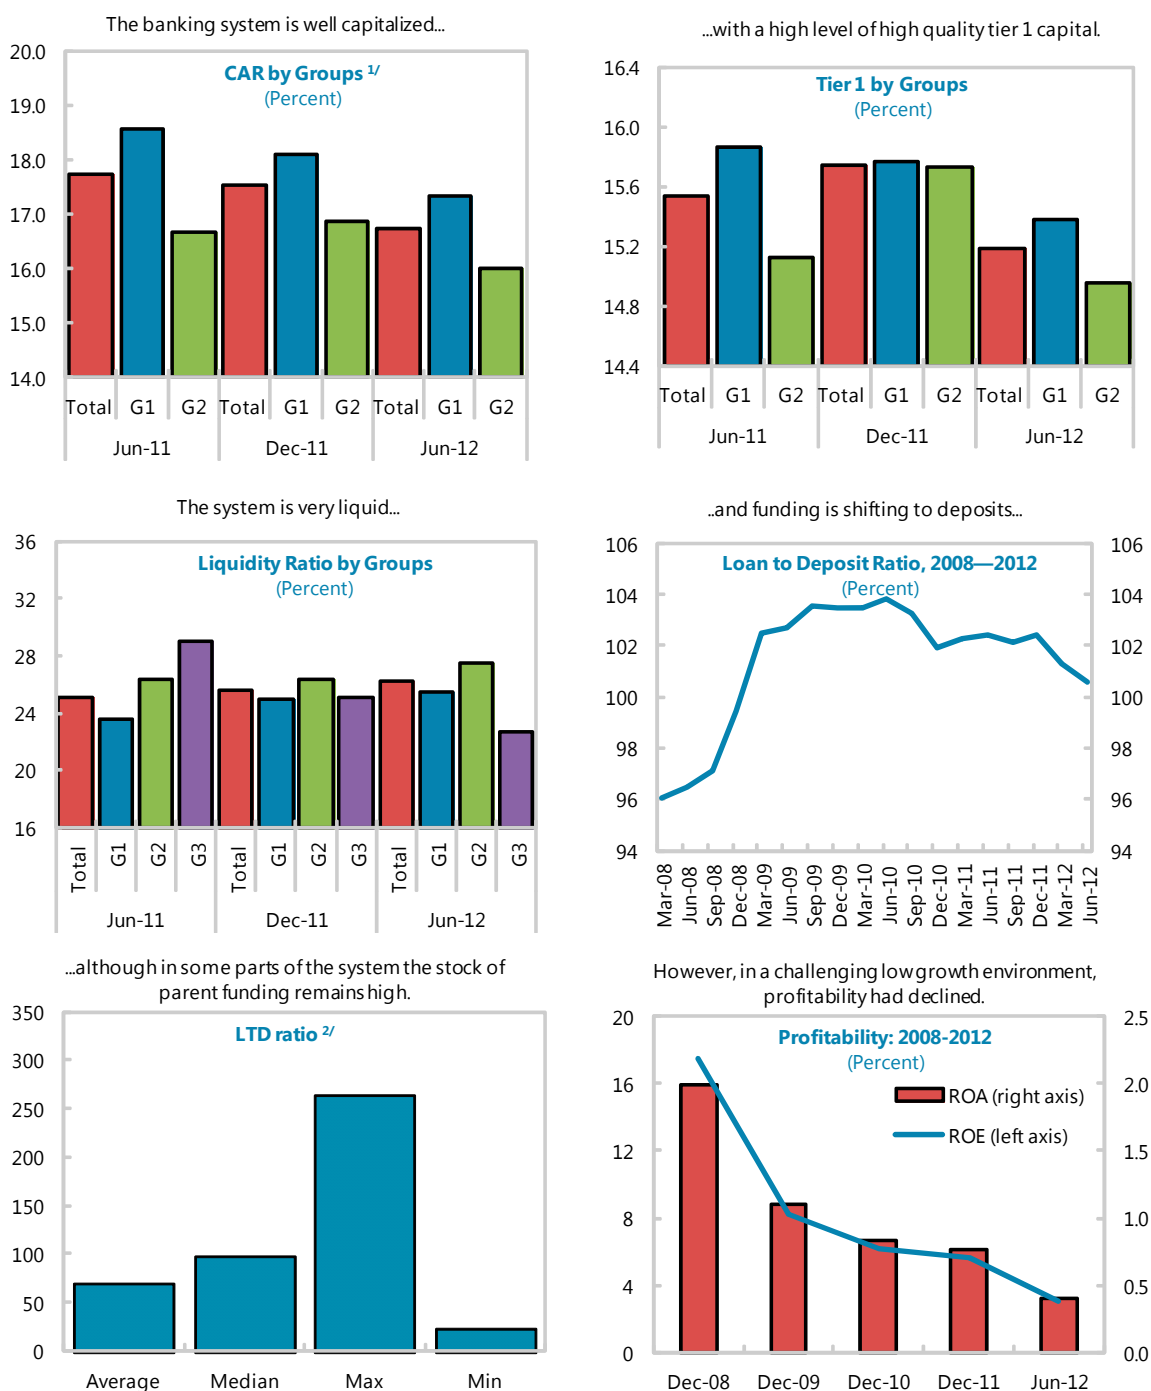 The banking system is well capitalized...
CAR by Groups 1/
(Percent)
20.0
19.0
18.0
17.0
16.0
15.0
14.0
Total G1 G2 Total G1 G2 Total G1 G2
Jun-11 Dec-11 Jun-12
...with a high level of high quality tier 1 capital.
Tier 1 by Groups
(Percent)
16.4
16.0
15.6
15.2
14.8
14.4
Total G1 G2 Total G1 G2 Total G1 G2
Jun-11 Dec-11 Jun-12
The system is very liquid...
Liquidity Ratio by Groups
(Percent)
36
32
28
24
20
16
Total G1 G2 G3 Total G1 G2 G3 Total G1 G2 G3
Jun-11 Dec-11 Jun-12
..and funding is shifting to deposits...
Loan to Deposit Ratio, 2008—2012
(Percent)
106 106
104 104
102 102
100 100
98 98
96 96
94 94
Mar-08 Jun-08 Sep-08 Dec-08 Mar-09 Jun-09 Sep-09 Dec-09 Mar-10 Jun-10 Sep-10 Dec-10 Mar-11 Jun-11 Sep-11 Dec-11 Mar-12 Jun-12
...although in some parts of the system the stock of
parent funding remains high.
LTD ratio 2/
350
300
250
200
150
100
50
0
Average Median Max Min
However, in a challenging low growth environment,
profitability had declined.
Profitability: 2008-2012
(Percent)
ROA (right axis)
ROE (left axis)
20 2.5
16 2.0
12 1.5
8 1.0
4 0.5
0 0.0
Dec-08 Dec-09 Dec-10 Dec-11 Jun-12